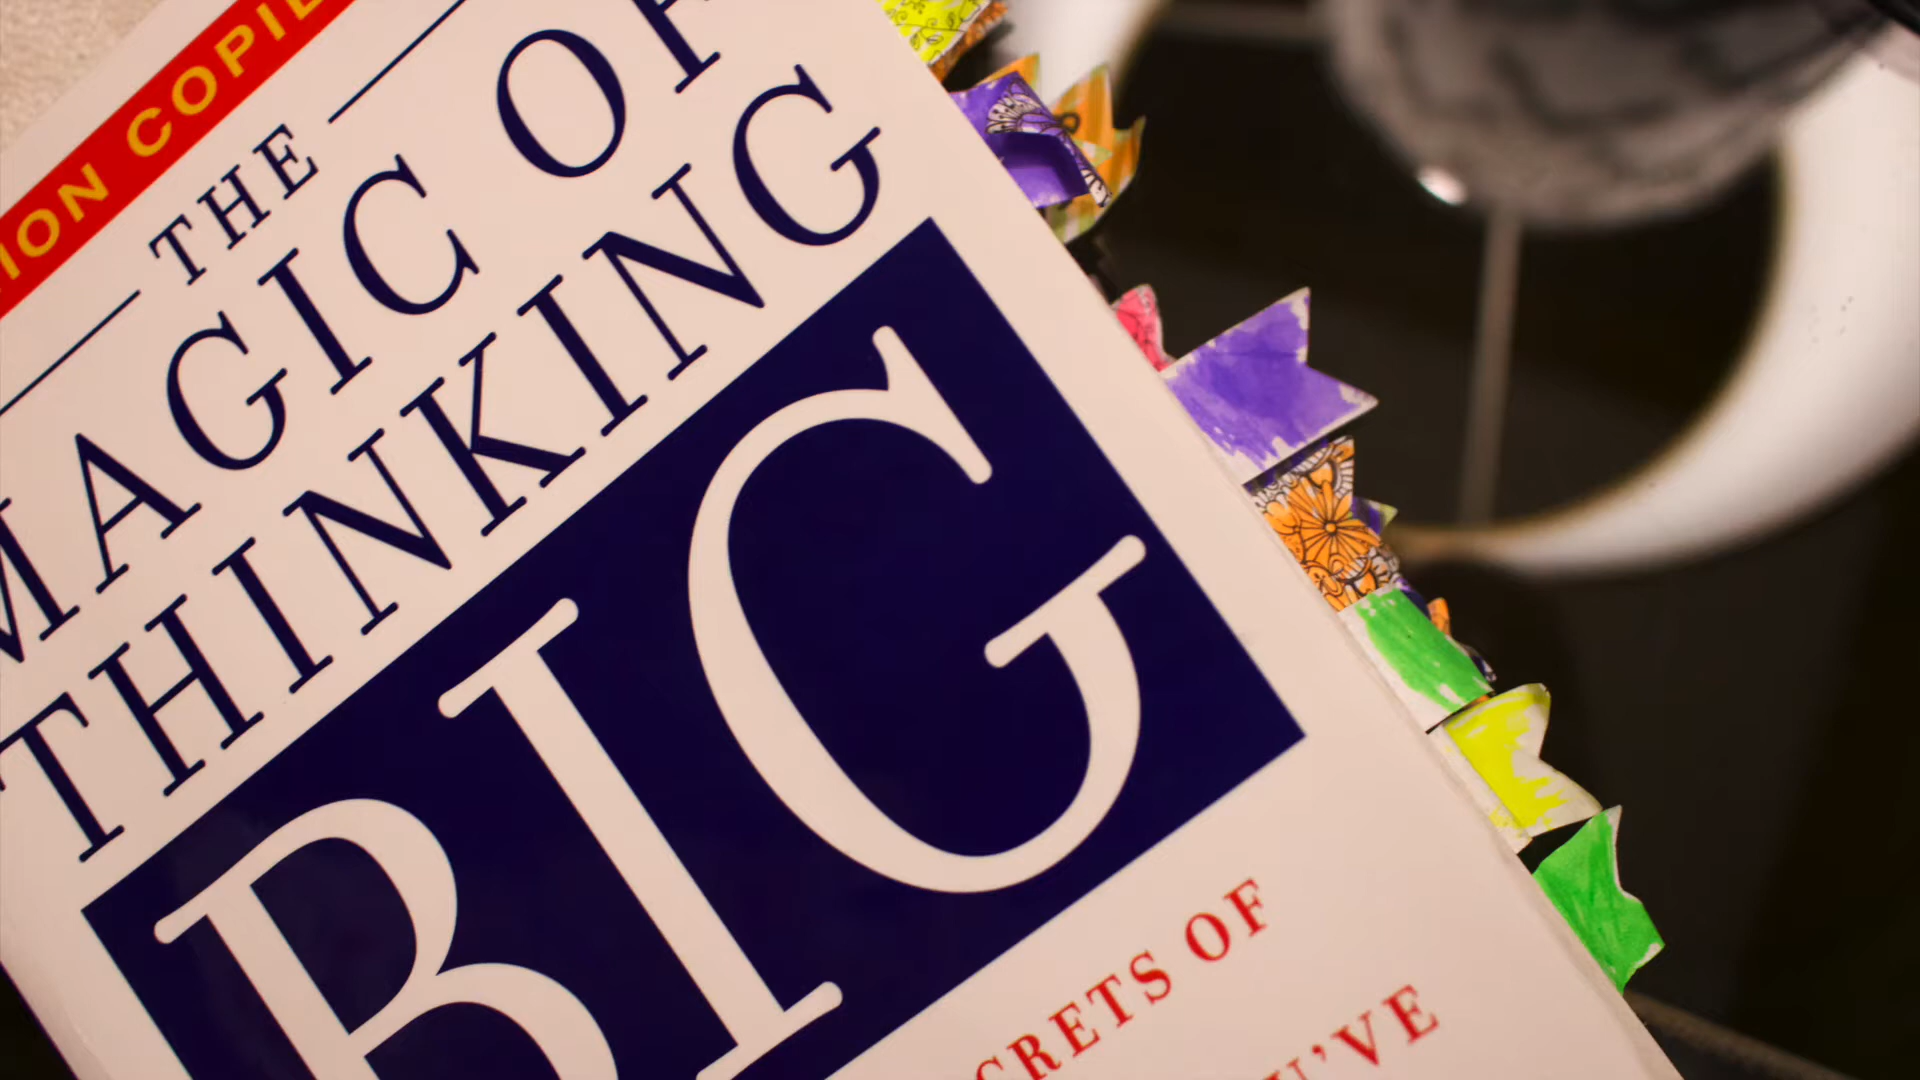 ION COPIE
THE
MAGIC OF
THINKING
BIG
CRETS OF
U'VE